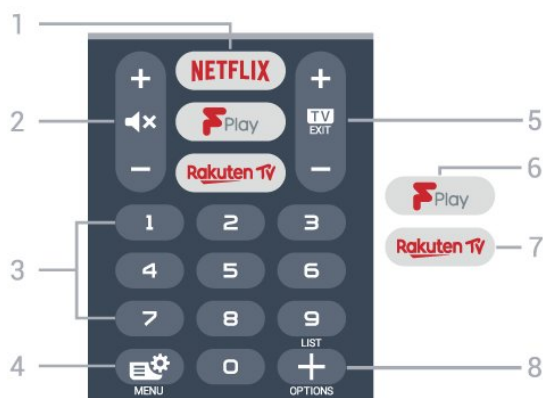 1
NETFLIX
+ +
2
TV
EXIT
5
F Play
6
− −
F Play
Rakuten TV
7
Rakuten TV
1 2 3
3
4 5 6
7 8 9
LIST
4
0 +
8
MENU OPTIONS